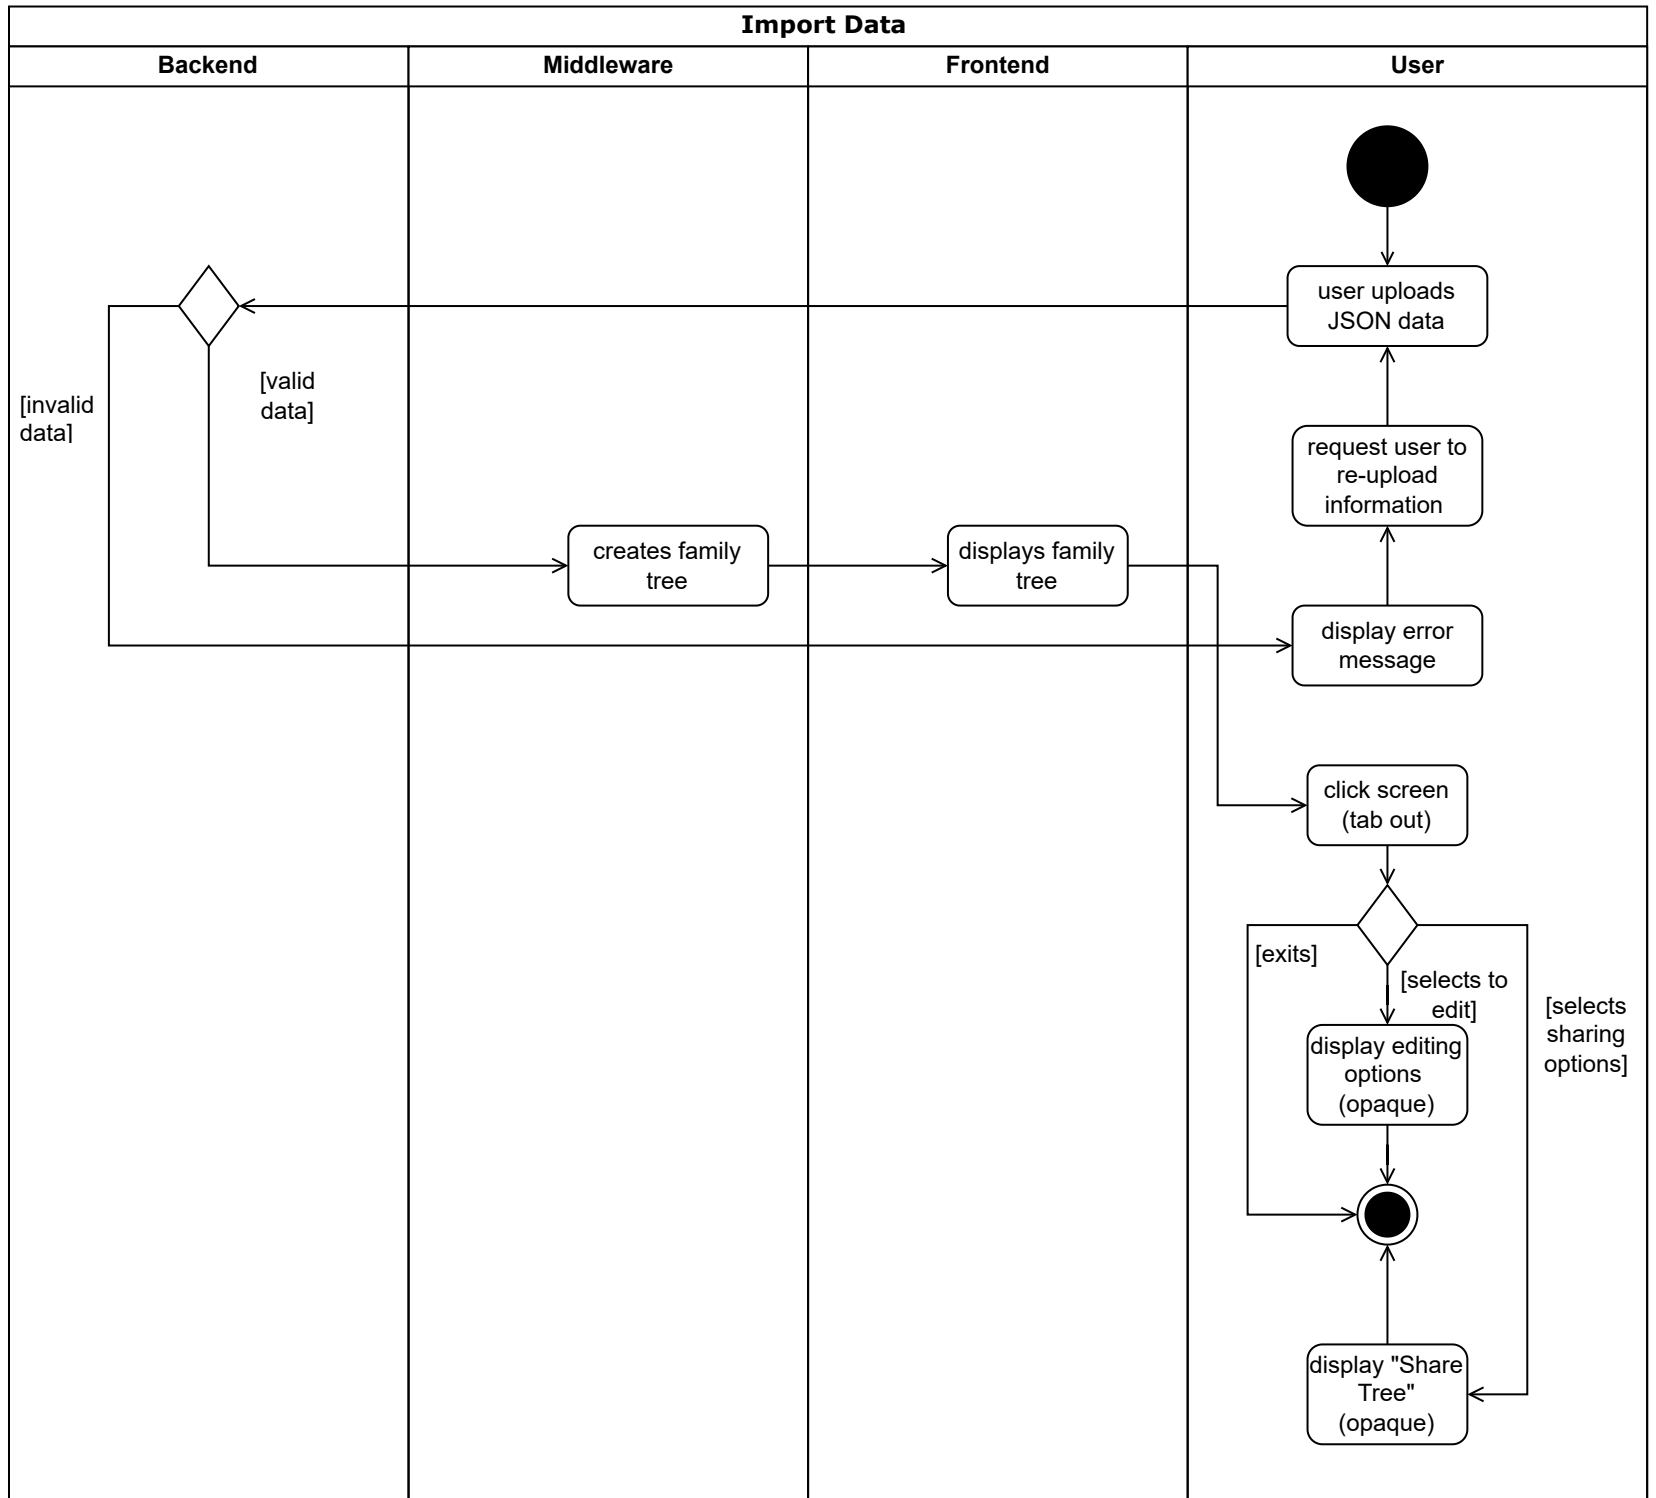 Import Data
Backend
Middleware
Frontend
User
user uploads
JSON data
[valid
data]
[invalid
data]
request user to
re-upload
information
creates family
tree
displays family
tree
display error
message
click screen
(tab out)
[exits]
[selects to
edit]
[selects
sharing
options]
display editing
options
(opaque)
display "Share
Tree"
(opaque)